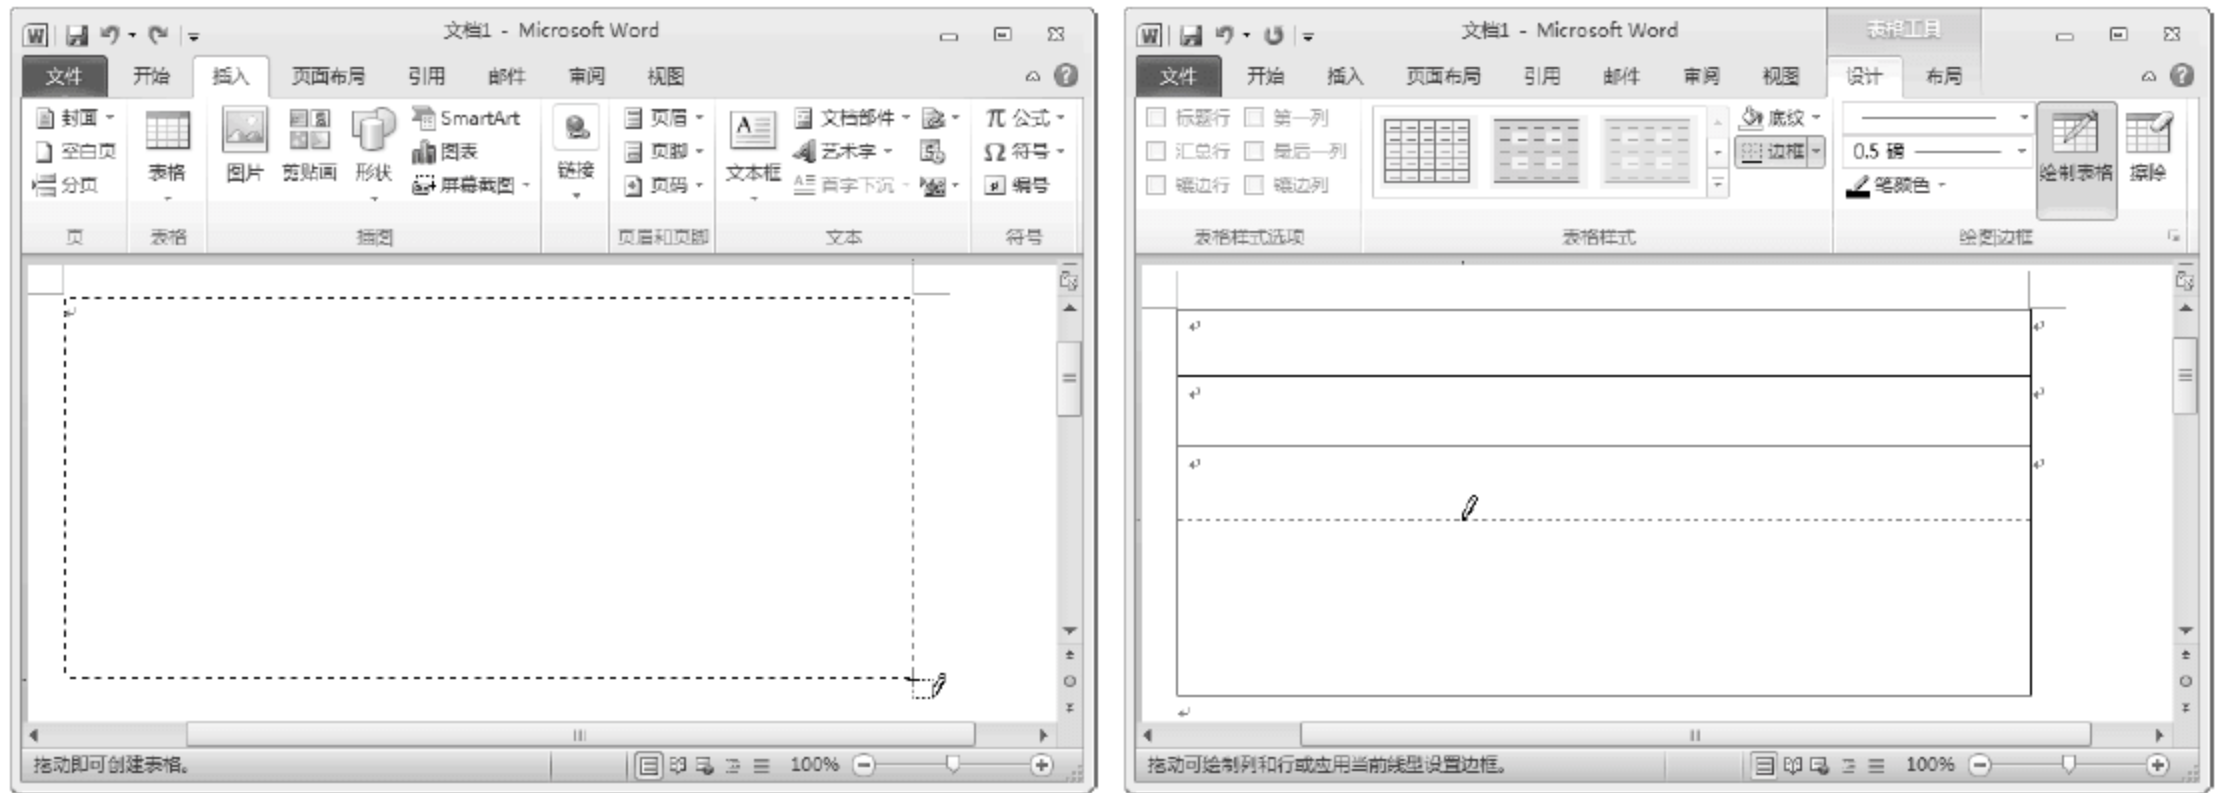 文档1 - Microsoft Word
文件 开始 插入 页面布局 引用 邮件 审阅 视图
封面
空白页
分页
页
表格
表格
图片
剪贴画
形状
SmartArt
图表
屏幕截图
插图
链接
页眉
页脚
页码
页眉和页脚
文本框
文档部件
艺术字
首字下沉
文本
π 公式
Ω 符号
编号
符号
拖动即可创建表格。
100%
文档1 - Microsoft Word
表格工具
文件 开始 插入 页面布局 引用 邮件 审阅 视图 设计 布局
标题行 第一列
汇总行 最后一列
镶边行 镶边列
表格样式选项
表格样式
底纹
边框
0.5 磅
笔颜色
绘制表格
擦除
绘图边框
拖动可绘制列和行或应用当前线型设置边框。
100%